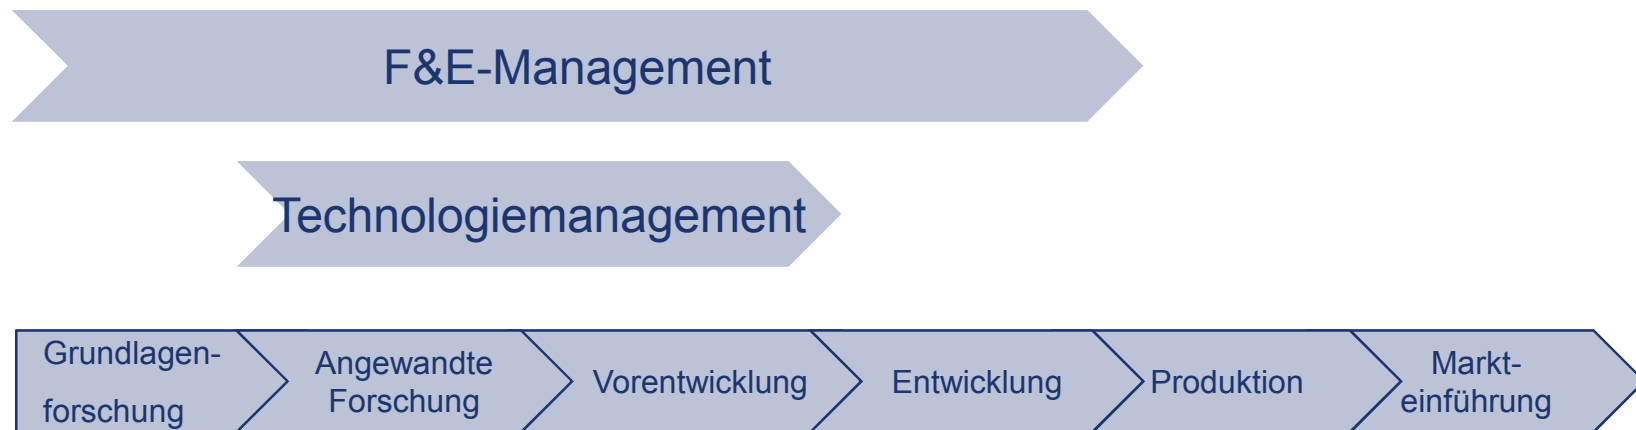 F&E-Management
Technologiemanagement
Grundlagen-
forschung
Angewandte
Forschung
Vorentwicklung
Entwicklung
Produktion
Markt-
einführung